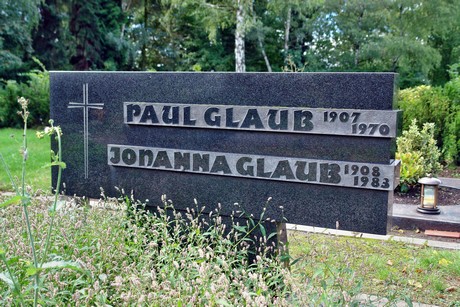 PAUL GLAUB 1907
1970
JOHANNA GLAUB 1908
1983